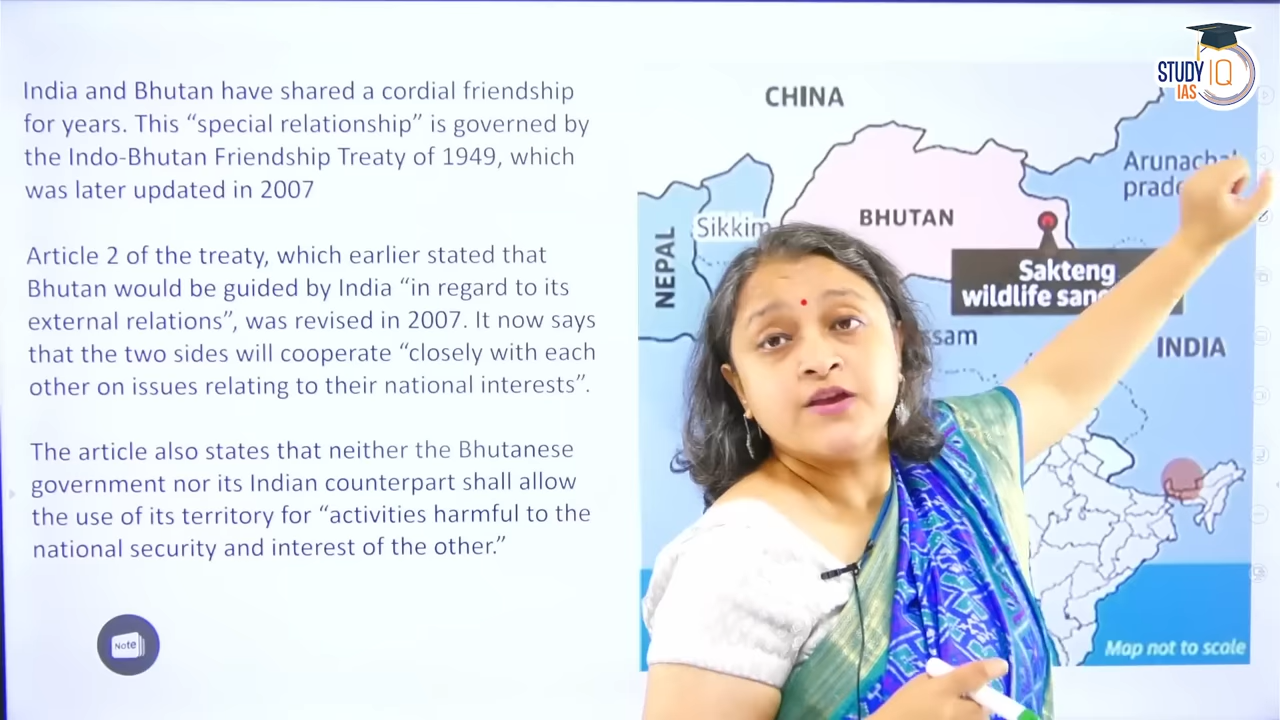 India and Bhutan have shared a cordial friendship
for years. This “special relationship” is governed by
the Indo-Bhutan Friendship Treaty of 1949, which
was later updated in 2007
Article 2 of the treaty, which earlier stated that
Bhutan would be guided by India “in regard to its
external relations”, was revised in 2007. It now says
that the two sides will cooperate “closely with each
other on issues relating to their national interests”.
The article also states that neither the Bhutanese
government nor its Indian counterpart shall allow
the use of its territory for “activities harmful to the
national security and interest of the other.”
Note
STUDY IQ
IAS
CHINA
Arunachal
prade
BHUTAN
Sikkim
NEPAL
Sakteng
wildlife san
ssam
INDIA
Map not to scale